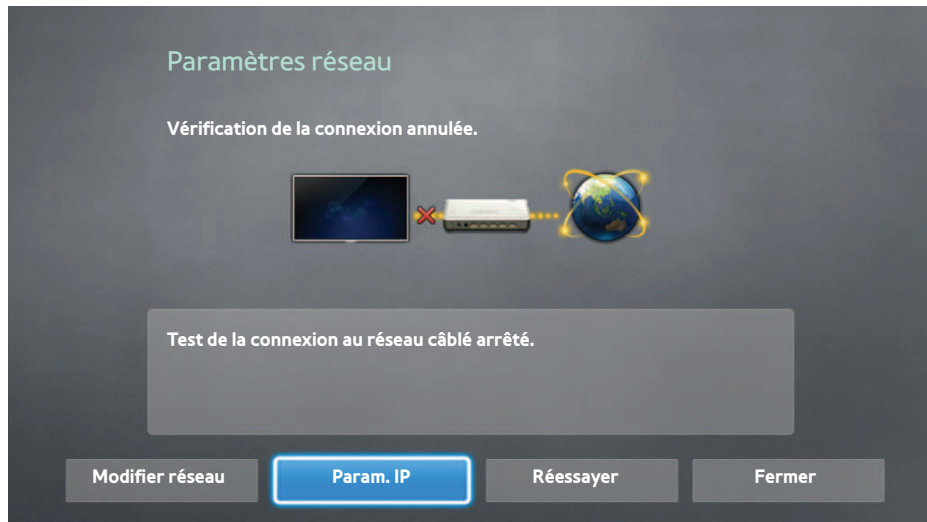 Paramètres réseau
Vérification de la connexion annulée.
Test de la connexion au réseau câblé arrêté.
Modifier réseau
Param. IP
Réessayer
Fermer